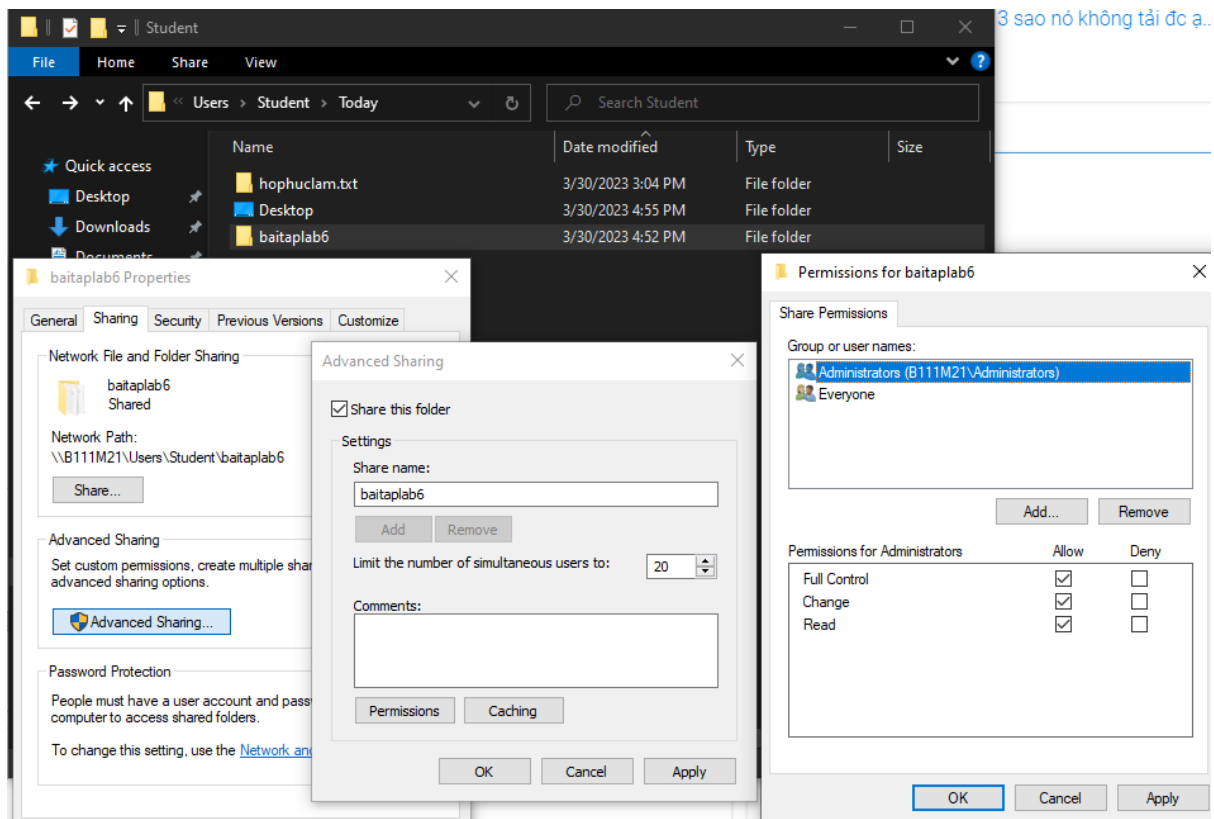 Student
3 sao nó không tải đc ạ..
File Home Share View
« Users > Student > Today
Search Student
Name Date modified Type Size
Quick access
Desktop
Downloads
Documents
hophuclam.txt 3/30/2023 3:04 PM File folder
Desktop 3/30/2023 4:55 PM File folder
baitaplab6 3/30/2023 4:52 PM File folder
baitaplab6 Properties
General Sharing Security Previous Versions Customize
Network File and Folder Sharing
baitaplab6
Shared
Network Path:
\\B111M21\Users\Student\baitaplab6
Share...
Advanced Sharing
Set custom permissions, create multiple shar
advanced sharing options.
Advanced Sharing...
Password Protection
People must have a user account and pass
computer to access shared folders.
To change this setting, use the Network an
Advanced Sharing
Share this folder
Settings
Share name:
baitaplab6
Add Remove
Limit the number of simultaneous users to: 20
Comments:
Permissions Caching
OK Cancel Apply
Permissions for baitaplab6
Share Permissions
Group or user names:
Administrators (B111M21\Administrators)
Everyone
Add... Remove
Permissions for Administrators Allow Deny
Full Control
Change
Read
OK Cancel Apply